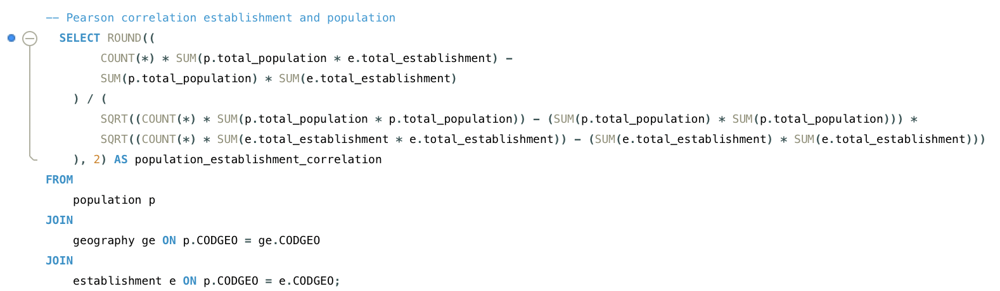 -- Pearson correlation establishment and population
SELECT ROUND((
COUNT(*) * SUM(p.total_population * e.total_establishment) -
SUM(p.total_population) * SUM(e.total_establishment)
) / (
SQRT((COUNT(*) * SUM(p.total_population * p.total_population)) - (SUM(p.total_population) * SUM(p.total_population))) *
SQRT((COUNT(*) * SUM(e.total_establishment * e.total_establishment)) - (SUM(e.total_establishment) * SUM(e.total_establishment)))
), 2) AS population_establishment_correlation
FROM
population p
JOIN
geography ge ON p.CODGEO = ge.CODGEO
JOIN
establishment e ON p.CODGEO = e.CODGEO;